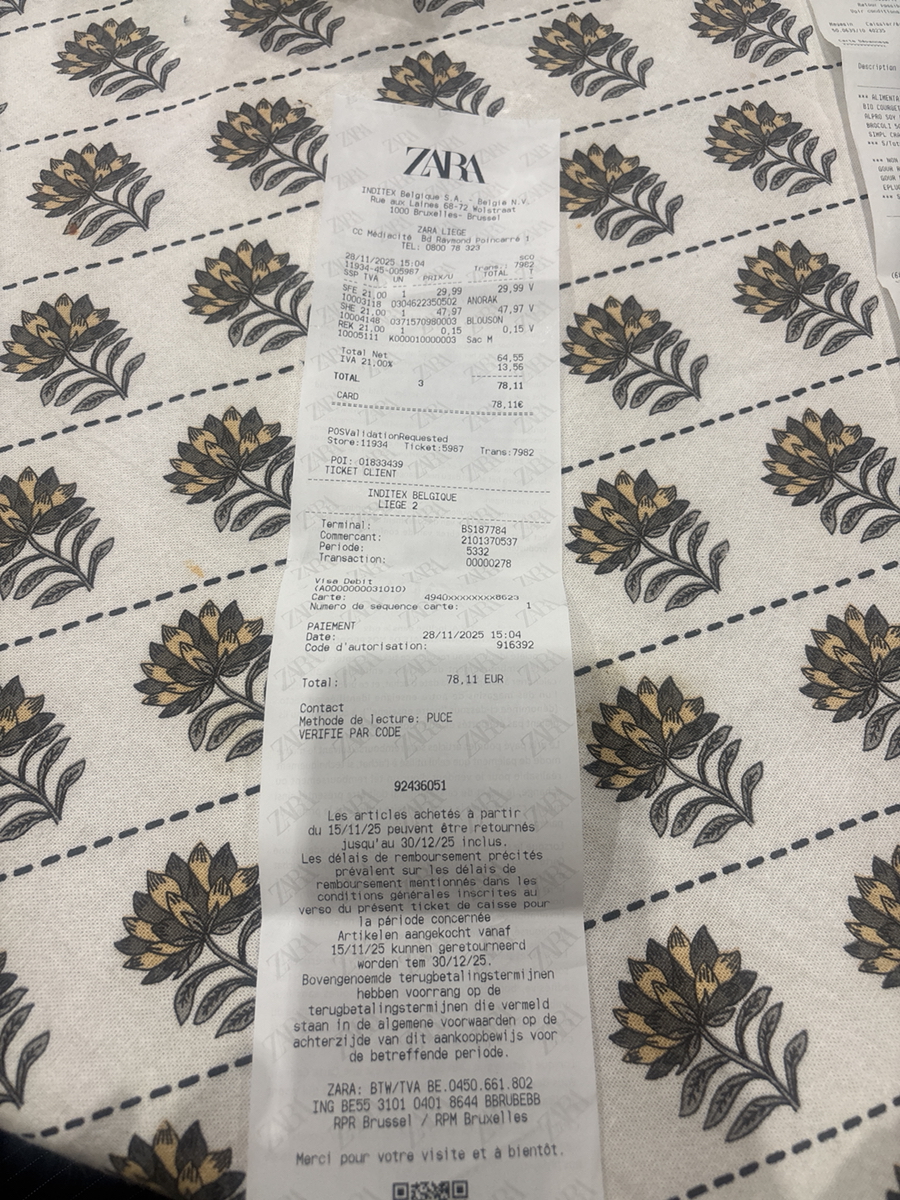 ZARA
INDITEX Belgique S.A. - Belgie N.V.
Rue aux Laines 68-72 Wolstraat
1000 Bruxelles- Brussel
ZARA LIEGE
CC Médiacité Bd Raymond Poincarré 1
TEL: 0800 78 323
28/11/2025 15:04 SCO
11934-45-005987 Trans.: 7982
SSP TVA UN PRIX/U TOTAL T
SFE 21,00 1 29,99 29,99 V
10003118 0304622350502 ANORAK
SHE 21,00 1 47,97 47,97 V
10004148 0371570980003 BLOUSON
REK 21,00 1 0,15 0,15 V
10005111 K000010000003 Sac M
Total Net 64,55
IVA 21,00% 13,56
TOTAL 3 78,11
CARD 78,11€
POSValidationRequested
Store:11934 Ticket:5987 Trans:7982
POI: 01833439
TICKET CLIENT
INDITEX BELGIQUE
LIEGE 2
Terminal: BS187784
Commercant: 2101370537
Periode: 5332
Transaction: 00000278
Visa Debit
(A0000000031010)
Carte: 4940xxxxxxxx8623
Numero de sequence carte: 1
PAIEMENT
Date: 28/11/2025 15:04
Code d'autorisation: 916392
Total: 78,11 EUR
Contact
Methode de lecture: PUCE
VERIFIE PAR CODE
92436051
Les articles achetés à partir
du 15/11/25 peuvent être retournés
jusqu'au 30/12/25 inclus.
Les délais de remboursement précités
prévalent sur les délais de
remboursement mentionnés dans les
conditions générales inscrites au
verso du présent ticket de caisse pour
la période concernée
Artikelen aangekocht vanaf
15/11/25 kunnen geretourneerd
worden tem 30/12/25.
Bovengenoemde terugbetalingstermijnen
hebben voorrang op de
terugbetalingstermijnen die vermeld
staan in de algemene voorwaarden op de
achterzijde van dit aankoopbewijs voor
de betreffende periode.
ZARA: BTW/TVA BE.0450.661.802
ING BE55 3101 0401 8644 BBRUBEBB
RPR Brussel / RPM Bruxelles
Merci pour votre visite et à bientôt.
Description
*** ALIMENTA
ALPRO SOY